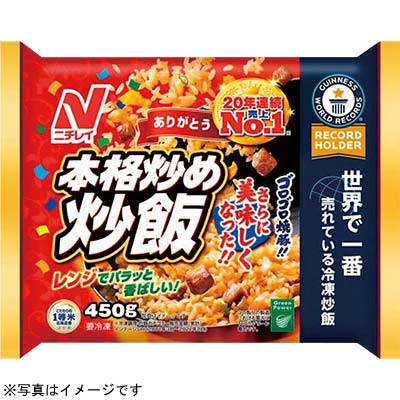 ニチレイ
ありがとう
20年連続
売上
No.1
GUINNESS
WORLD RECORDS
RECORD
HOLDER
本格炒め
炒飯
ゴロゴロ焼豚!!
さらに
美味しく
なった!!
世界で一番
売れている冷凍炒飯
レンジでパラッと
香ばしい!
1等米
450g
要冷凍
Green
Power
※写真はイメージです